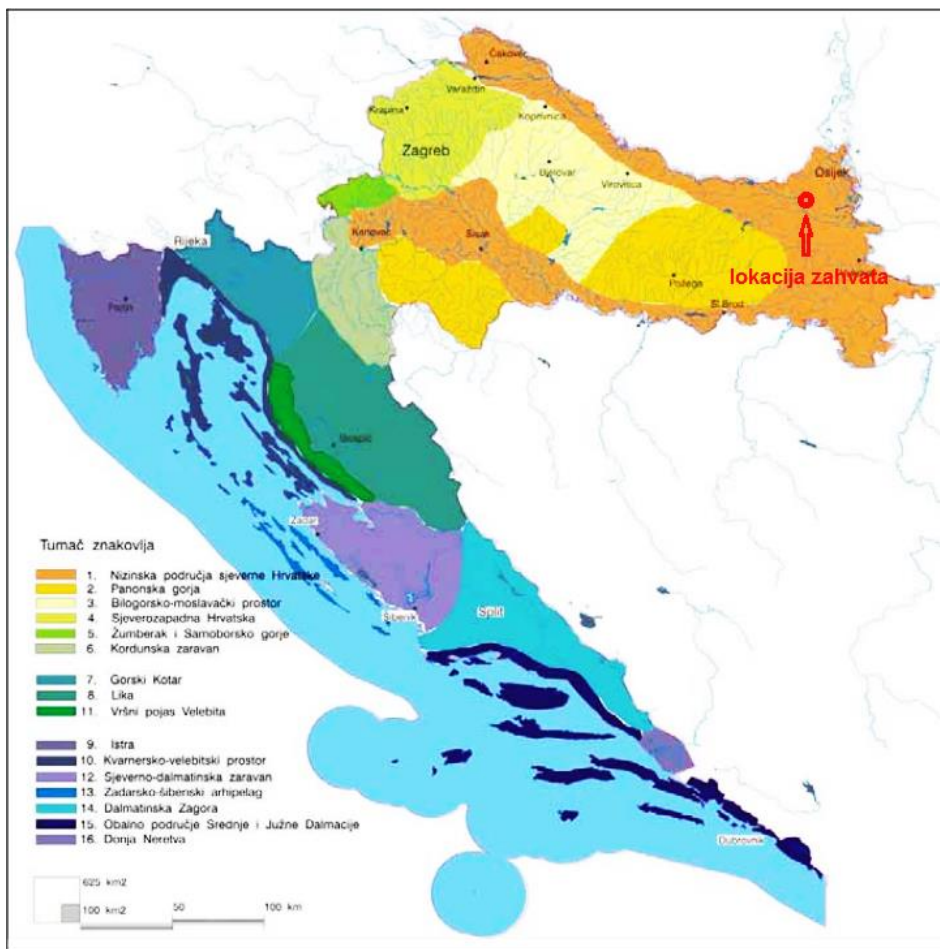 Čakovec
Varaždin
Krapina
Koprivnica
Zagreb
Bjelovar
Virovitica
Osijek
Rijeka
Karlovac
Sisak
lokacija zahvata
Požega
Sl.Brod
Pazin
Gospić
Zadar
Tumač znakovlja
1. Nizinska područja sjeverne Hrvatske
2. Panonska gorja
3. Bilogorsko-moslavački prostor
4. Sjeverozapadna Hrvatska
5. Žumberak i Samoborsko gorje
6. Kordunska zaravan
Šibenik
Split
7. Gorski Kotar
8. Lika
11. Vršni pojas Velebita
9. Istra
10. Kvarnersko-velebitski prostor
12. Sjeverno-dalmatinska zaravan
13. Zadarsko-šibenski arhipelag
14. Dalmatinska Zagora
15. Obalno područje Srednje i Južne Dalmacije
16. Donja Neretva
Dubrovnik
625 km2
100 km2 50 100 km